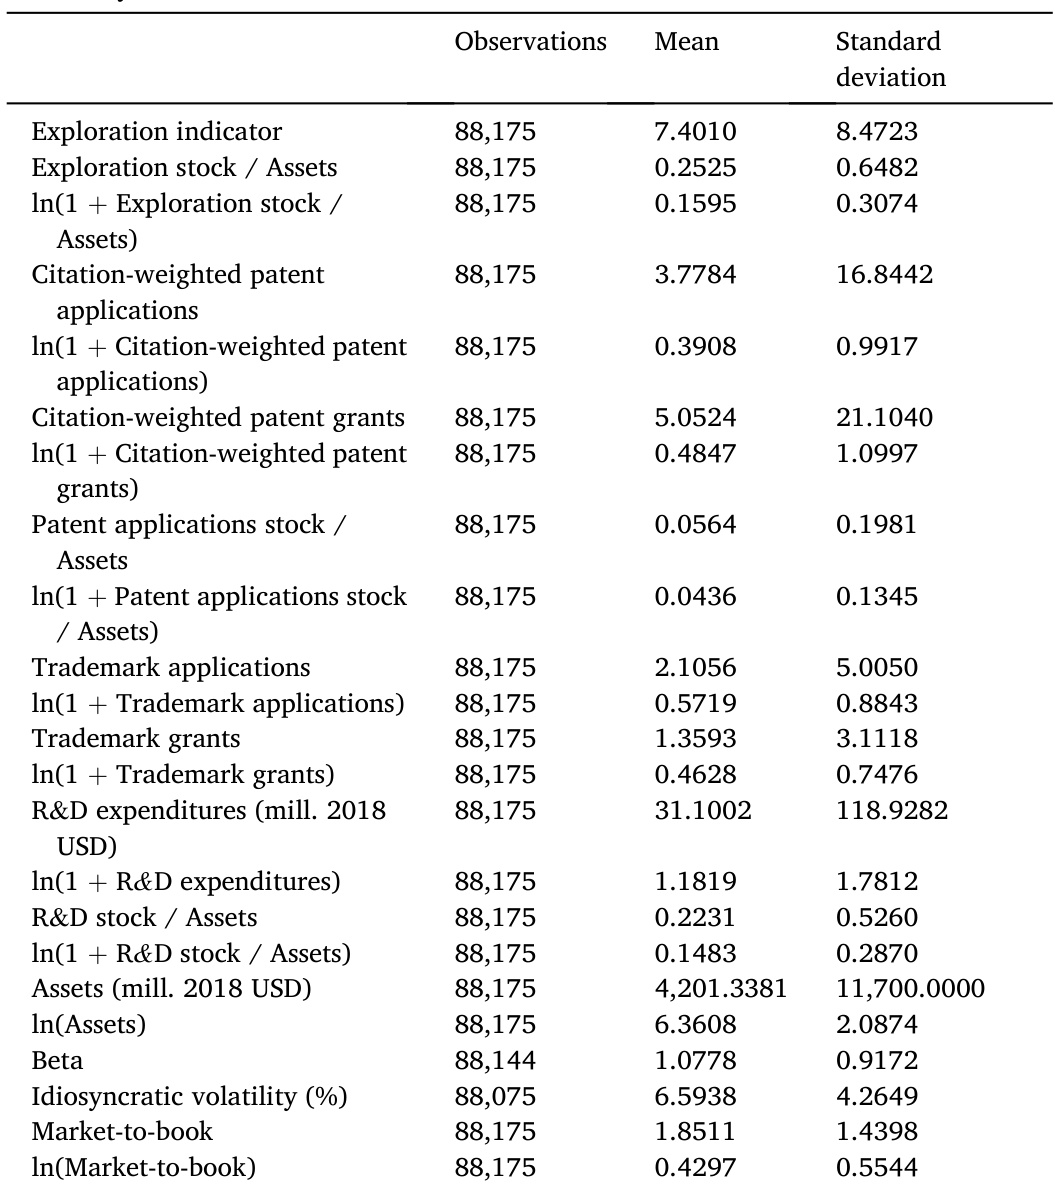 Observations Mean Standard
deviation
Exploration indicator 88,175 7.4010 8.4723
Exploration stock / Assets 88,175 0.2525 0.6482
ln(1 + Exploration stock / 88,175 0.1595 0.3074
Assets)
Citation-weighted patent 88,175 3.7784 16.8442
applications
ln(1 + Citation-weighted patent 88,175 0.3908 0.9917
applications)
Citation-weighted patent grants 88,175 5.0524 21.1040
ln(1 + Citation-weighted patent 88,175 0.4847 1.0997
grants)
Patent applications stock / 88,175 0.0564 0.1981
Assets
ln(1 + Patent applications stock 88,175 0.0436 0.1345
/ Assets)
Trademark applications 88,175 2.1056 5.0050
ln(1 + Trademark applications) 88,175 0.5719 0.8843
Trademark grants 88,175 1.3593 3.1118
ln(1 + Trademark grants) 88,175 0.4628 0.7476
R&D expenditures (mill. 2018 88,175 31.1002 118.9282
USD)
ln(1 + R&D expenditures) 88,175 1.1819 1.7812
R&D stock / Assets 88,175 0.2231 0.5260
ln(1 + R&D stock / Assets) 88,175 0.1483 0.2870
Assets (mill. 2018 USD) 88,175 4,201.3381 11,700.0000
ln(Assets) 88,175 6.3608 2.0874
Beta 88,144 1.0778 0.9172
Idiosyncratic volatility (%) 88,075 6.5938 4.2649
Market-to-book 88,175 1.8511 1.4398
ln(Market-to-book) 88,175 0.4297 0.5544